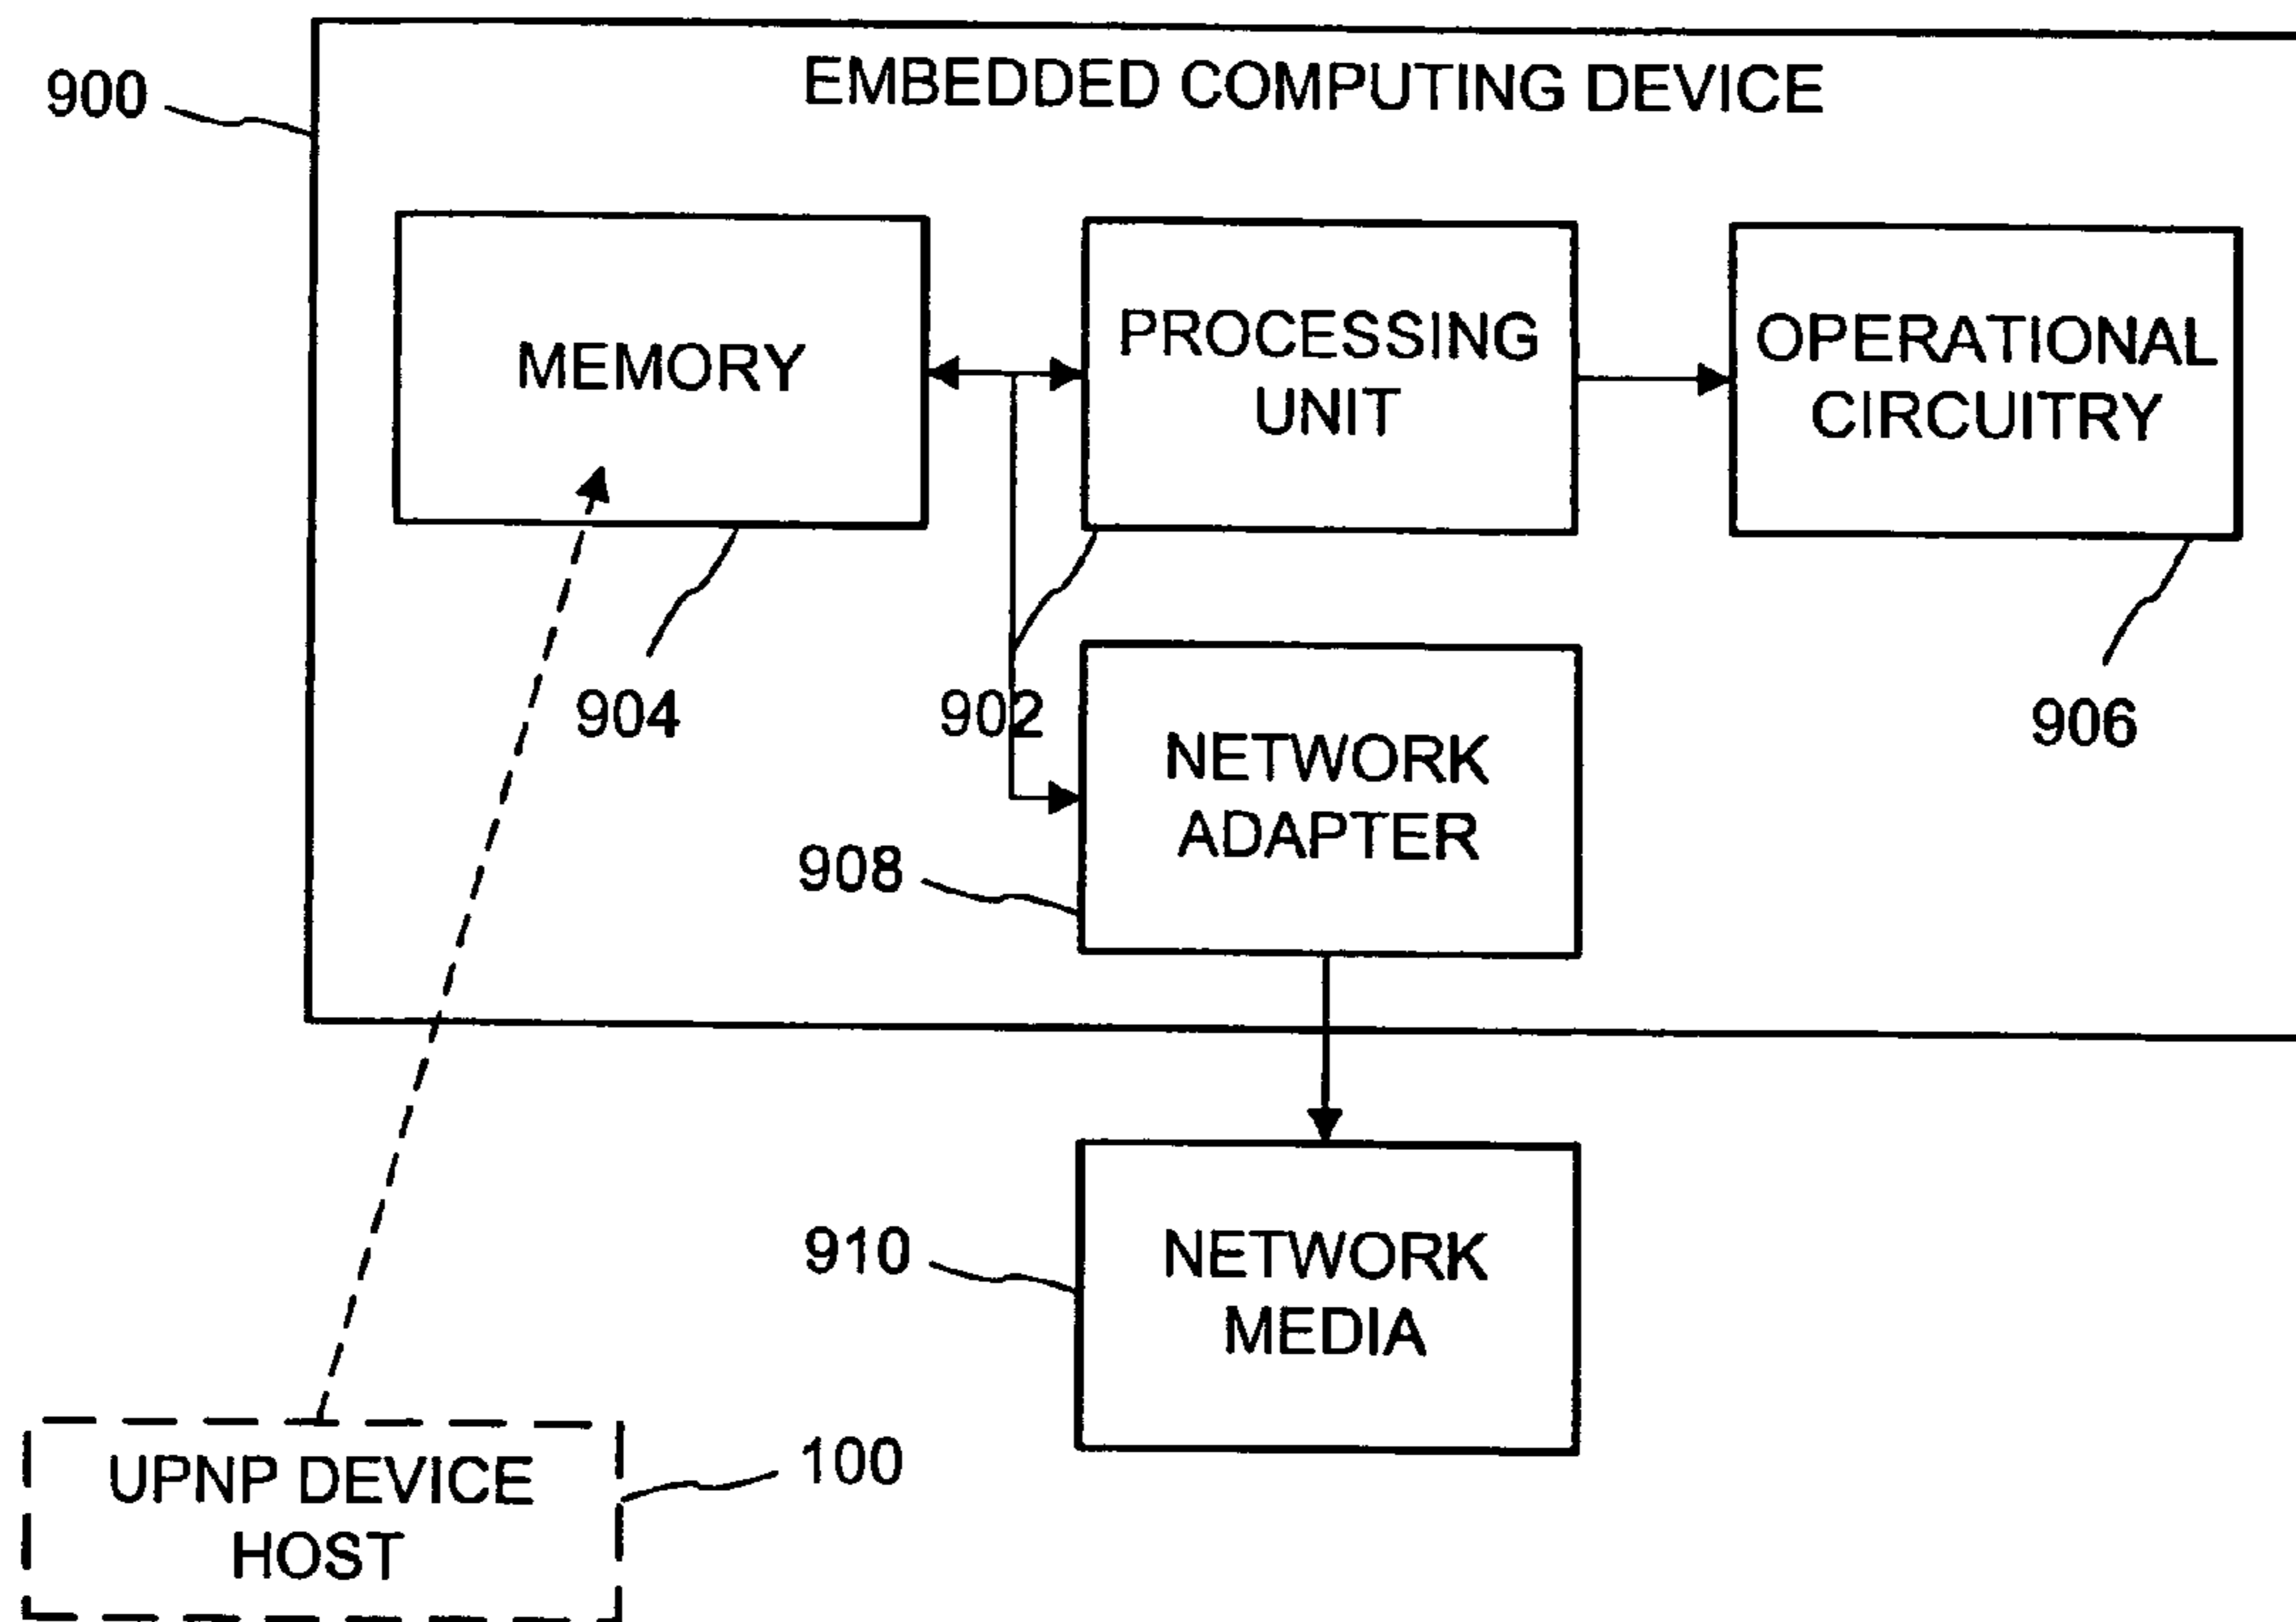 EMBEDDED COMPUTING DEVICE
900
MEMORY
PROCESSING
UNIT
OPERATIONAL
CIRCUITRY
904
902
906
NETWORK
ADAPTER
908
910
NETWORK
MEDIA
UPNP DEVICE
HOST
100